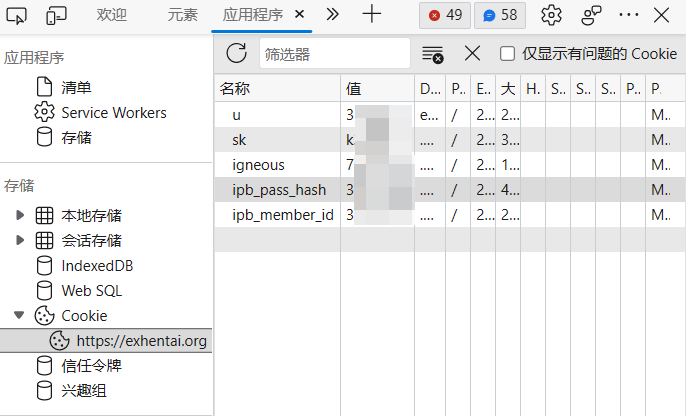 欢迎 元素 应用程序 × » + 49 58
应用程序
清单
Service Workers
存储
存储
本地存储
会话存储
IndexedDB
Web SQL
Cookie
https://exhentai.org
信任令牌
兴趣组
筛选器 仅显示有问题的 Cookie
名称 值 D... P.. E.. 大 H. S... S... S... P.. P.
u 3 e... / 2... 2... M..
sk k .... / 2... 3... M..
igneous 7 .... / 2... 1... M..
ipb_pass_hash 3 .... / 2... 4... M..
ipb_member_id 3 .... / 2... 2... M..